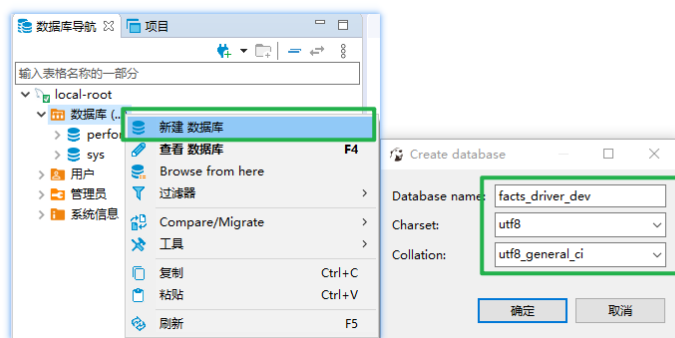 数据库导航 项目
输入表格名称的一部分
local-root
数据库 (...
perfor
sys
用户
管理员
系统信息
新建 数据库
查看 数据库 F4
Browse from here
过滤器
Compare/Migrate
工具
复制 Ctrl+C
粘贴 Ctrl+V
刷新 F5
Create database
Database name: facts_driver_dev
Charset: utf8
Collation: utf8_general_ci
确定 取消